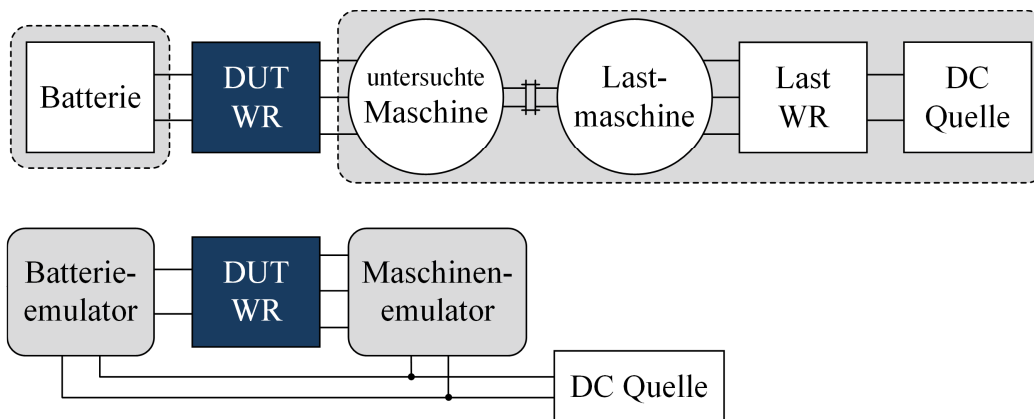 Batterie
DUT
WR
untersuchte
Maschine
Last-
maschine
Last
WR
DC
Quelle
Batterie-
emulator
DUT
WR
Maschinen-
emulator
DC Quelle